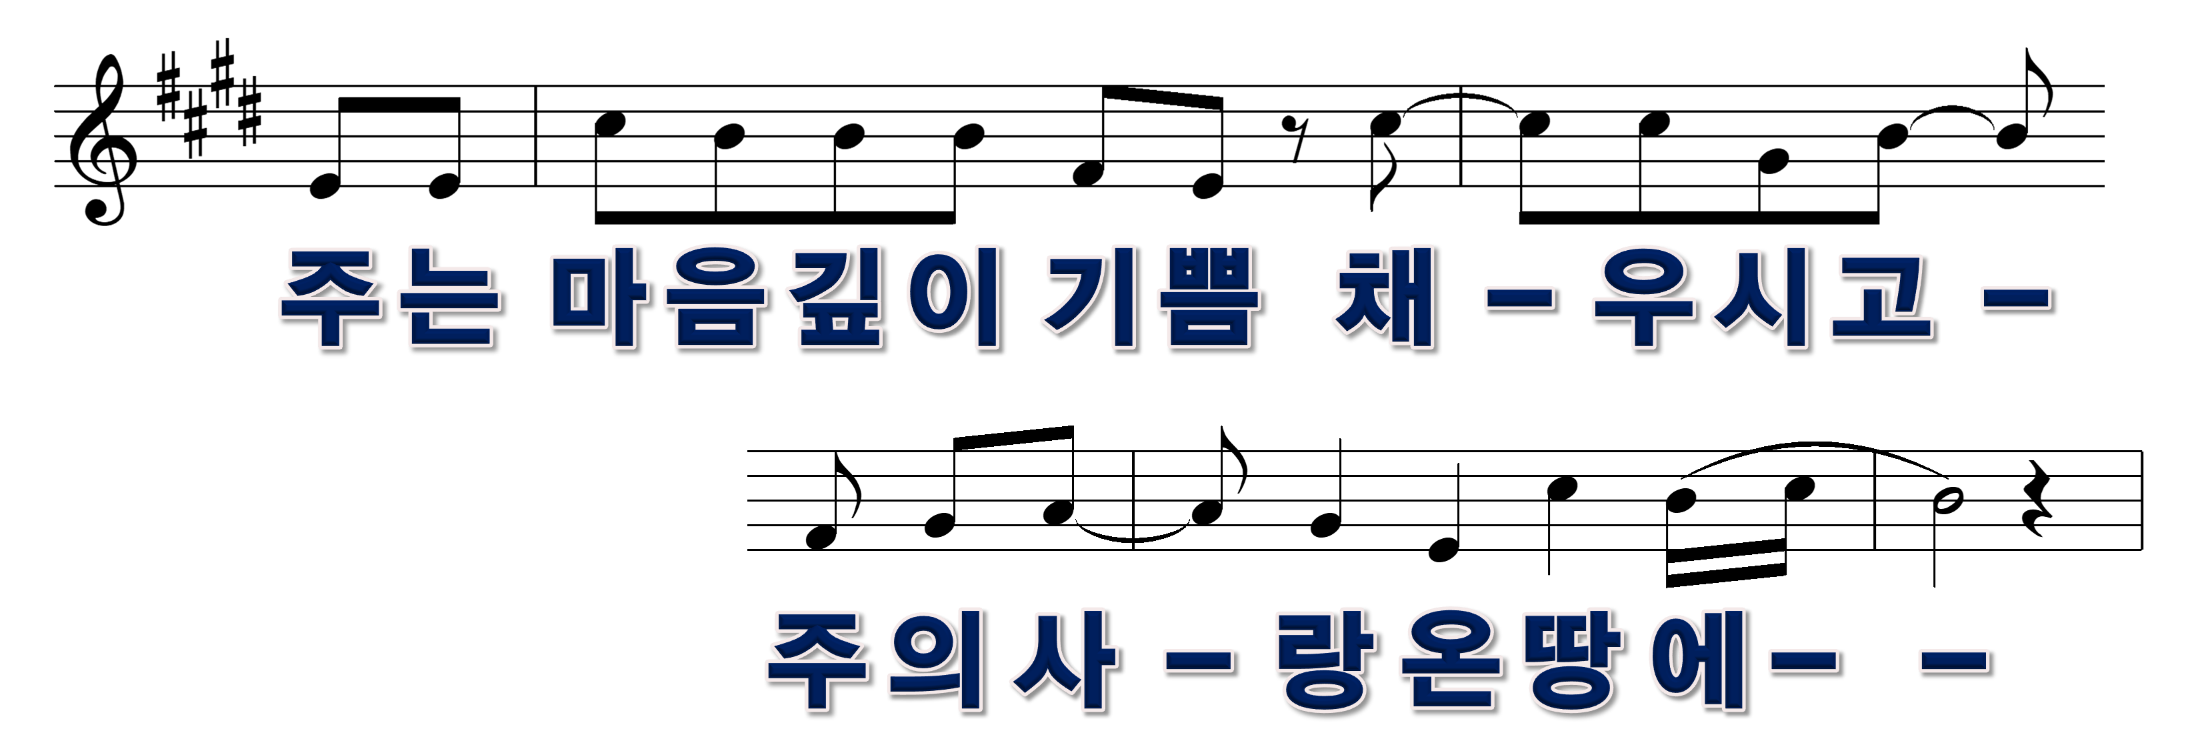 주는 마음깊이 기쁨 채 - 우시고 -
주의 사 - 랑온땅 에- -